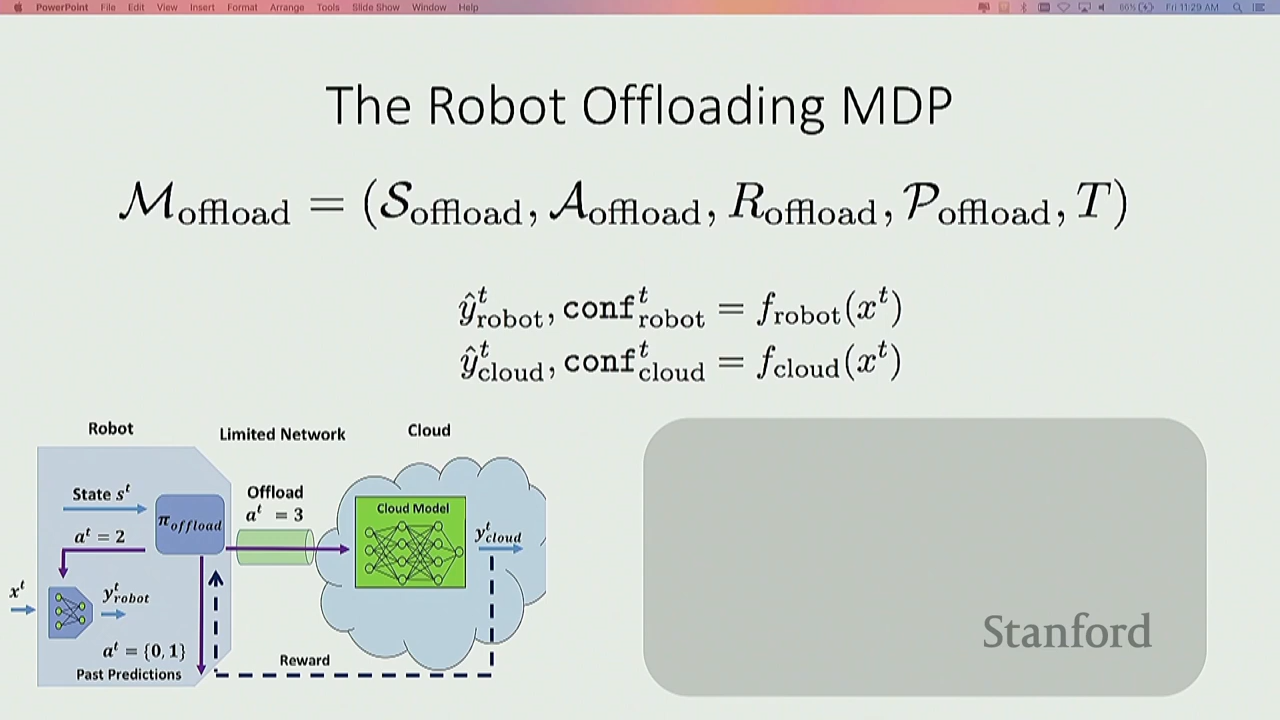 PowerPoint File Edit View Insert Format Arrange Tools Slide Show Window Help 66% Fri 11:29 AM
The Robot Offloading MDP
ℳoffload = (𝒮offload, 𝒜offload, Roffload, 𝒫offload, T)
ŷ^t_robot, conf^t_robot = f_robot(x^t)
ŷ^t_cloud, conf^t_cloud = f_cloud(x^t)
Robot
Limited Network
Cloud
State s^t
π_offload
a^t = 2
Offload
a^t = 3
Cloud Model
y^t_cloud
x^t
y^t_robot
a^t = {0, 1}
Past Predictions
Reward
Stanford